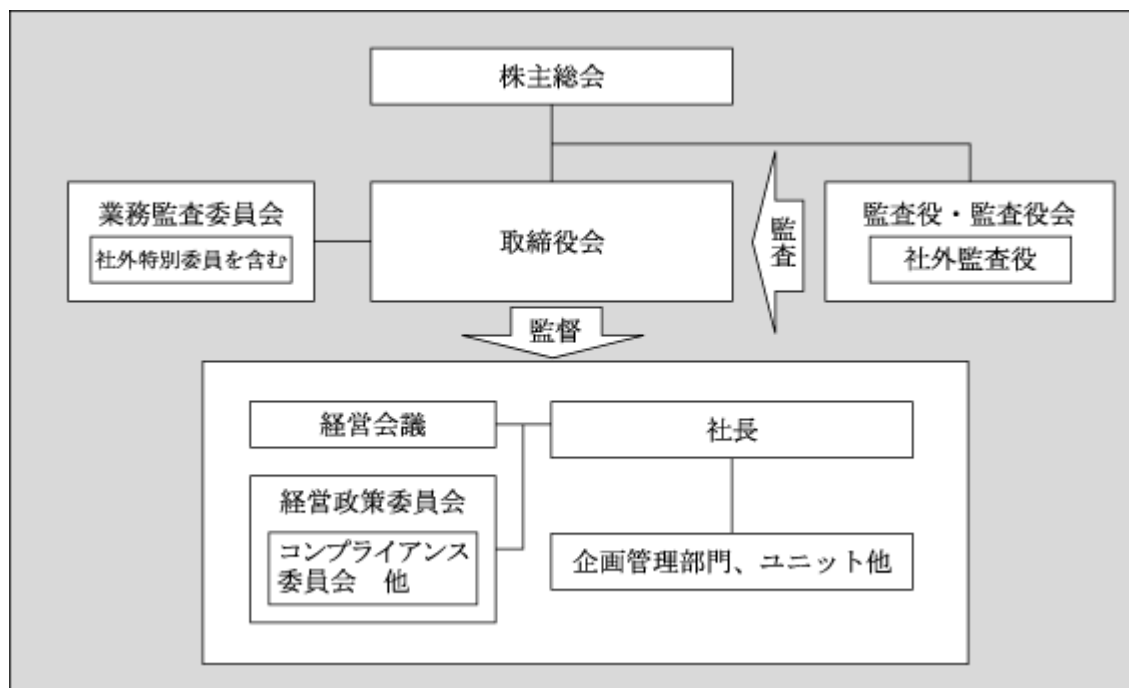 株主総会
業務監査委員会
社外特別委員を含む
取締役会
監査
監査役・監査役会
社外監査役
監督
経営会議
社長
経営政策委員会
コンプライアンス
委員会　他
企画管理部門、ユニット他